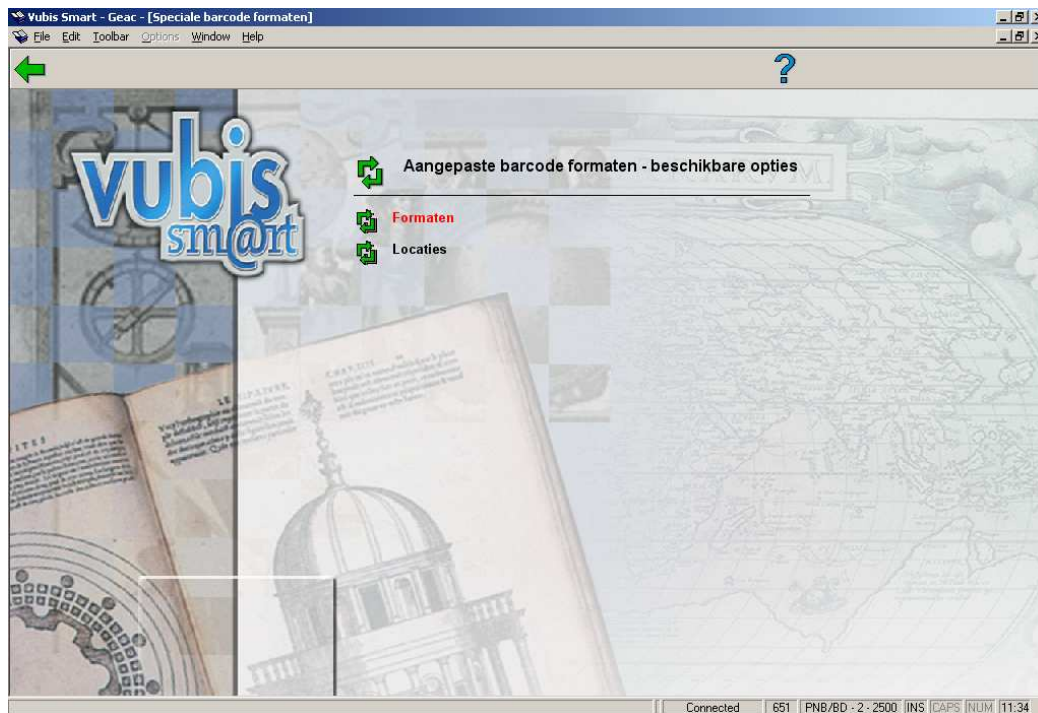 Vubis Smart - Geac - [Speciale barcode formaten]
File Edit Toolbar Options Window Help
?
vubis
sm@rt
Aangepaste barcode formaten - beschikbare opties
Formaten
Locaties
Connected 651 PNB/BD - 2 - 2500 INS CAPS NUM 11:34